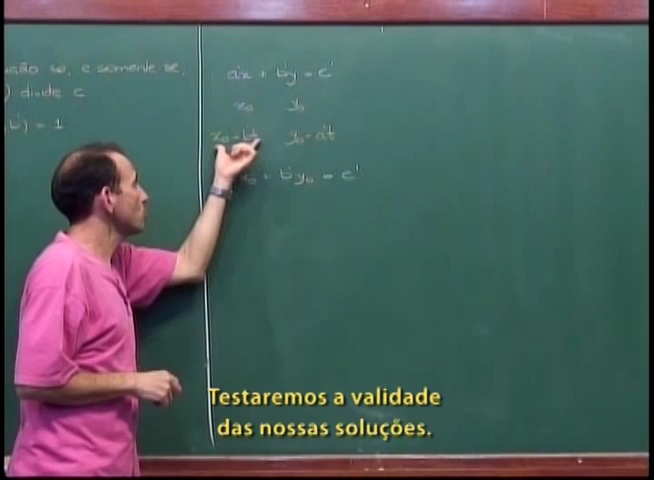 ução se, e somente se,
) divide c
b') = 1
a'x + b'y = c'
x₀ y₀
x₀ + b't y₀ - a't
x₀ + b'y₀ = c'
Testaremos a validade
das nossas soluções.